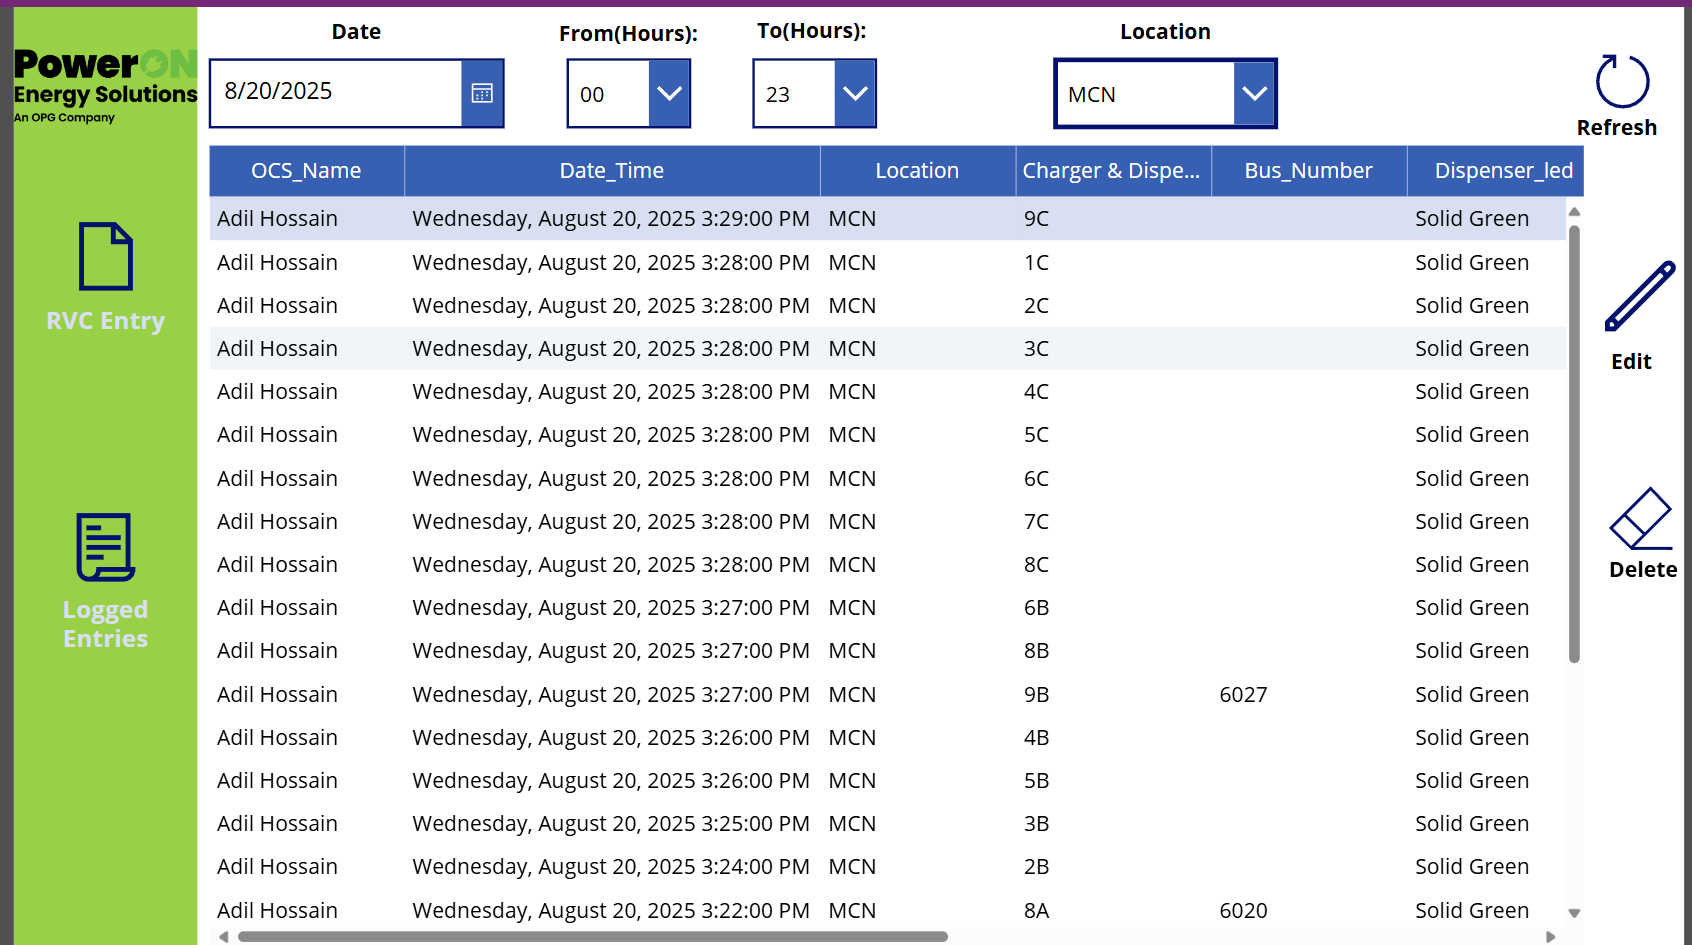 Date
From(Hours):
To(Hours):
Location
PowerON
Energy Solutions
An OPG Company
8/20/2025
00
23
MCN
Refresh
OCS_Name Date_Time Location Charger & Dispe... Bus_Number Dispenser_led
Adil Hossain Wednesday, August 20, 2025 3:29:00 PM MCN 9C Solid Green
Adil Hossain Wednesday, August 20, 2025 3:28:00 PM MCN 1C Solid Green
Adil Hossain Wednesday, August 20, 2025 3:28:00 PM MCN 2C Solid Green
Adil Hossain Wednesday, August 20, 2025 3:28:00 PM MCN 3C Solid Green
Adil Hossain Wednesday, August 20, 2025 3:28:00 PM MCN 4C Solid Green
Adil Hossain Wednesday, August 20, 2025 3:28:00 PM MCN 5C Solid Green
Adil Hossain Wednesday, August 20, 2025 3:28:00 PM MCN 6C Solid Green
Adil Hossain Wednesday, August 20, 2025 3:28:00 PM MCN 7C Solid Green
Adil Hossain Wednesday, August 20, 2025 3:28:00 PM MCN 8C Solid Green
Adil Hossain Wednesday, August 20, 2025 3:27:00 PM MCN 6B Solid Green
Adil Hossain Wednesday, August 20, 2025 3:27:00 PM MCN 8B Solid Green
Adil Hossain Wednesday, August 20, 2025 3:27:00 PM MCN 9B 6027 Solid Green
Adil Hossain Wednesday, August 20, 2025 3:26:00 PM MCN 4B Solid Green
Adil Hossain Wednesday, August 20, 2025 3:26:00 PM MCN 5B Solid Green
Adil Hossain Wednesday, August 20, 2025 3:25:00 PM MCN 3B Solid Green
Adil Hossain Wednesday, August 20, 2025 3:24:00 PM MCN 2B Solid Green
Adil Hossain Wednesday, August 20, 2025 3:22:00 PM MCN 8A 6020 Solid Green
RVC Entry
Logged
Entries
Edit
Delete